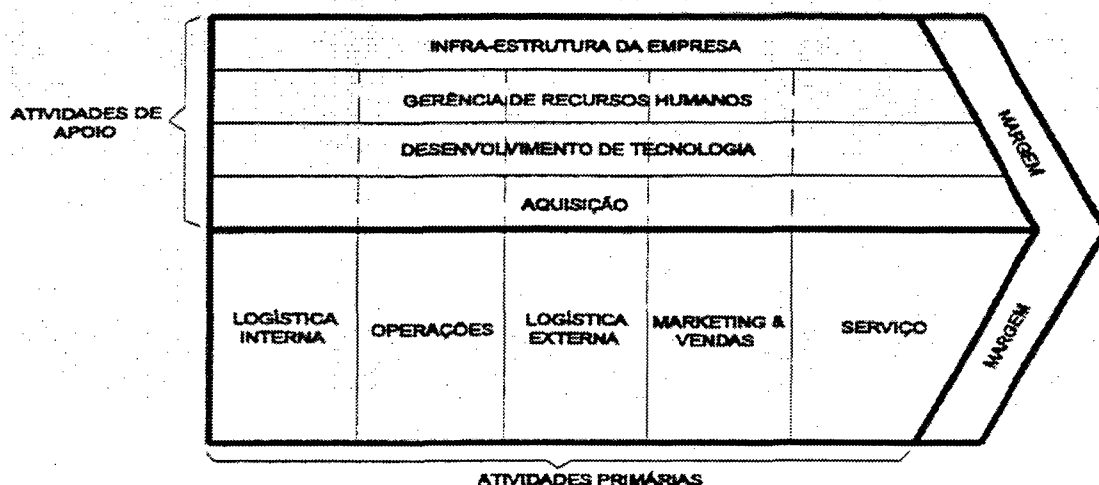 INFRA-ESTRUTURA DA EMPRESA
GERÊNCIA DE RECURSOS HUMANOS
ATIVIDADES DE
APOIO
DESENVOLVIMENTO DE TECNOLOGIA
AQUISIÇÃO
MARGEM
LOGÍSTICA
INTERNA
OPERAÇÕES
LOGÍSTICA
EXTERNA
MARKETING &
VENDAS
SERVIÇO
MARGEM
ATIVIDADES PRIMÁRIAS